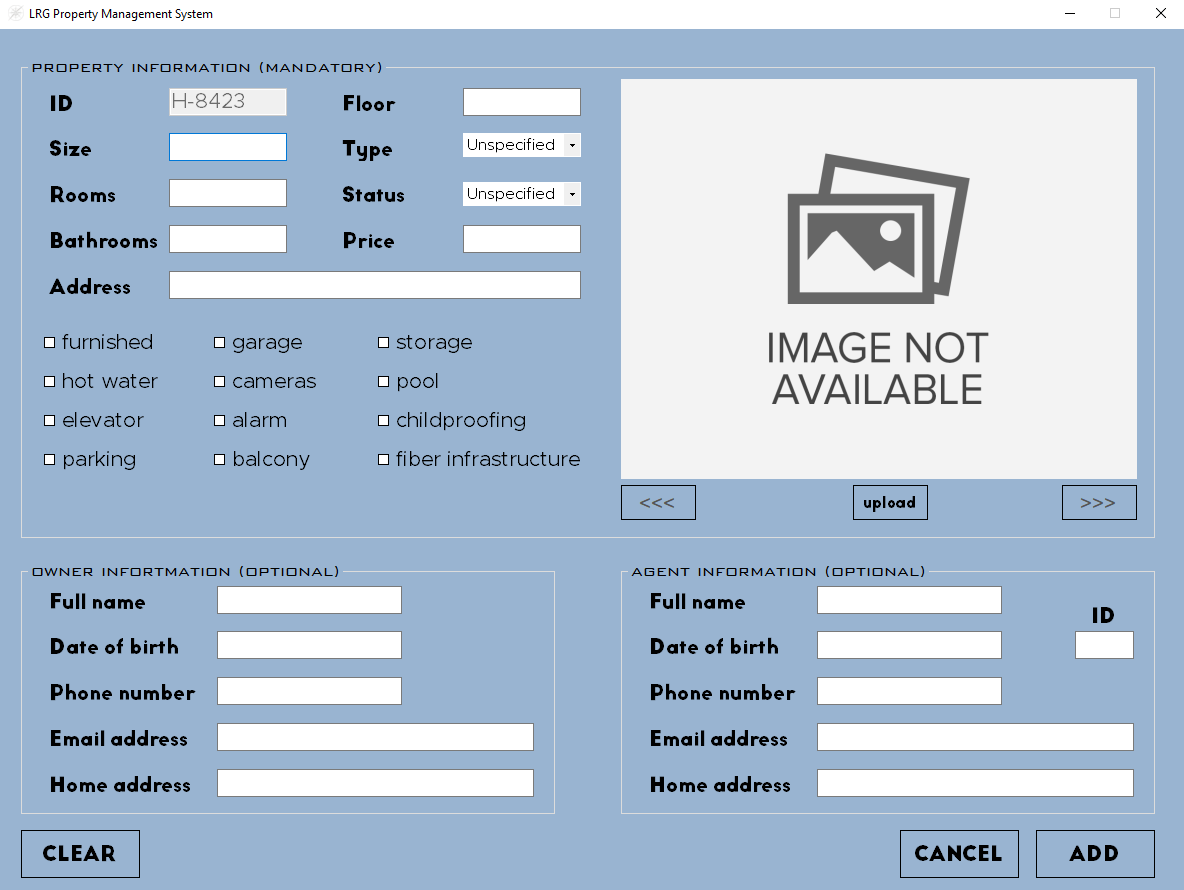 LRG Property Management System
PROPERTY INFORMATION (MANDATORY)
ID H-8423 Floor
Size Type Unspecified
Rooms Status Unspecified
Bathrooms Price
Address
furnished garage storage
hot water cameras pool
elevator alarm childproofing
parking balcony fiber infrastructure
IMAGE NOT
AVAILABLE
<<< upload >>>
OWNER INFORTMATION (OPTIONAL)
Full name
Date of birth
Phone number
Email address
Home address
AGENT INFORMATION (OPTIONAL)
Full name
ID
Date of birth
Phone number
Email address
Home address
CLEAR CANCEL ADD